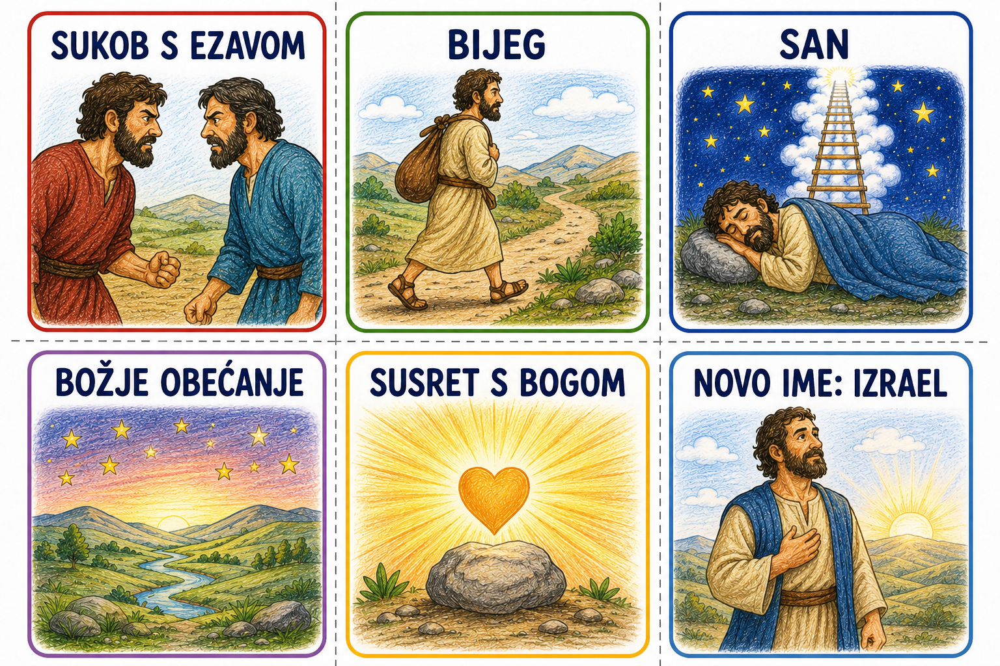 SUKOB S EZAVOM
BIJEG
SAN
BOŽJE OBEĆANJE
SUSRET S BOGOM
NOVO IME: IZRAEL